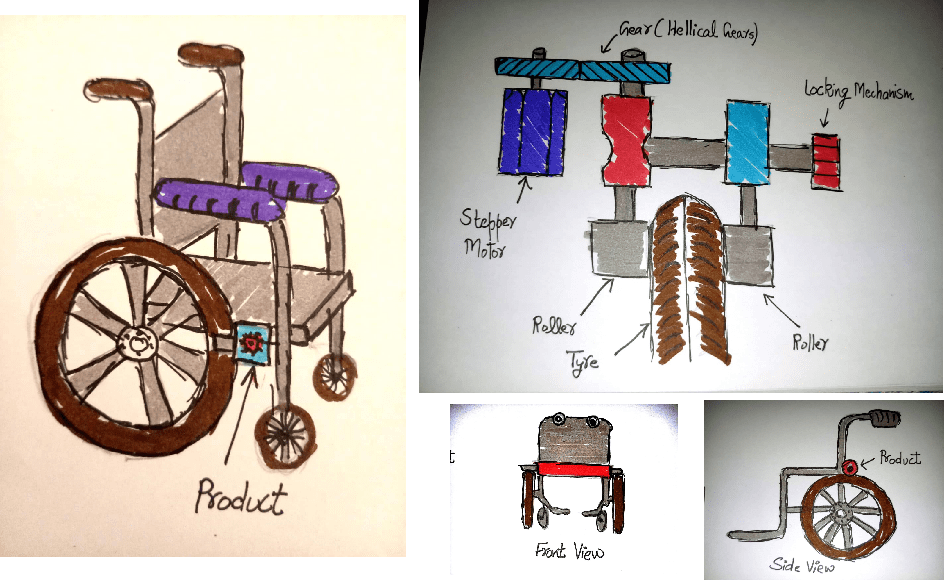 Product
Gear (Hellical Gears)
Locking Mechanism
Stepper
Motor
Roller
Tyre
Roller
t
Front View
Product
Side View